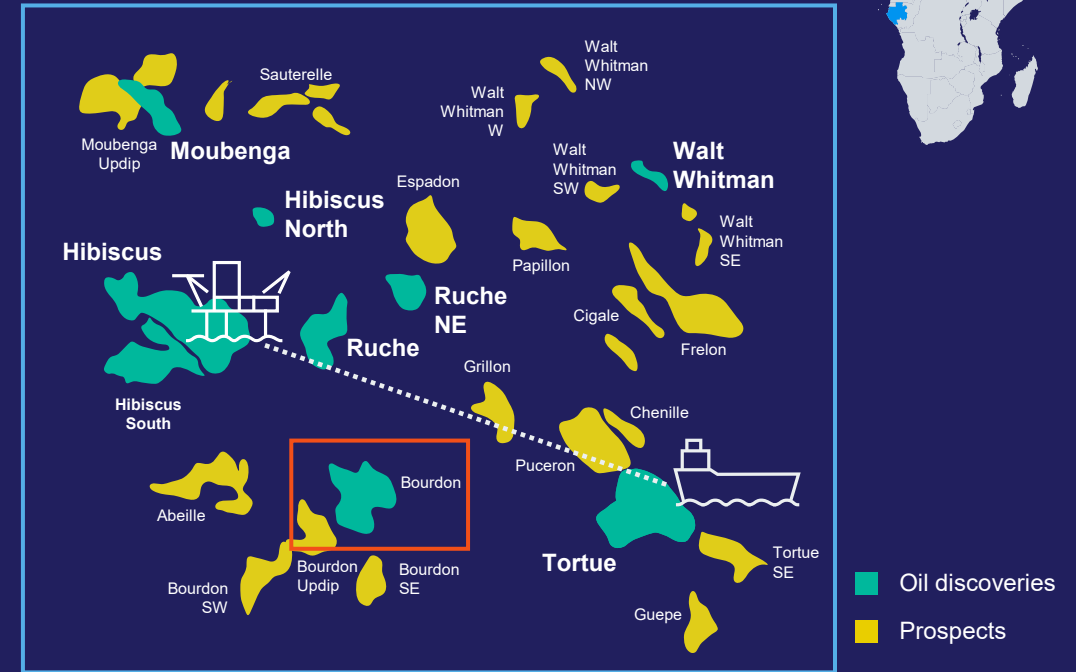 Sauterelle
Moubenga
Updip
Moubenga
Walt
Whitman
NW
Walt
Whitman
W
Walt
Whitman
SW
Walt
Whitman
Walt
Whitman
SE
Hibiscus
North
Espadon
Papillon
Hibiscus
Ruche
NE
Ruche
Cigale
Frelon
Hibiscus
South
Grillon
Chenille
Puceron
Bourdon
Abeille
Tortue
Tortue
SE
Bourdon
Updip
Bourdon
SE
Bourdon
SW
Guepe
Oil discoveries
Prospects